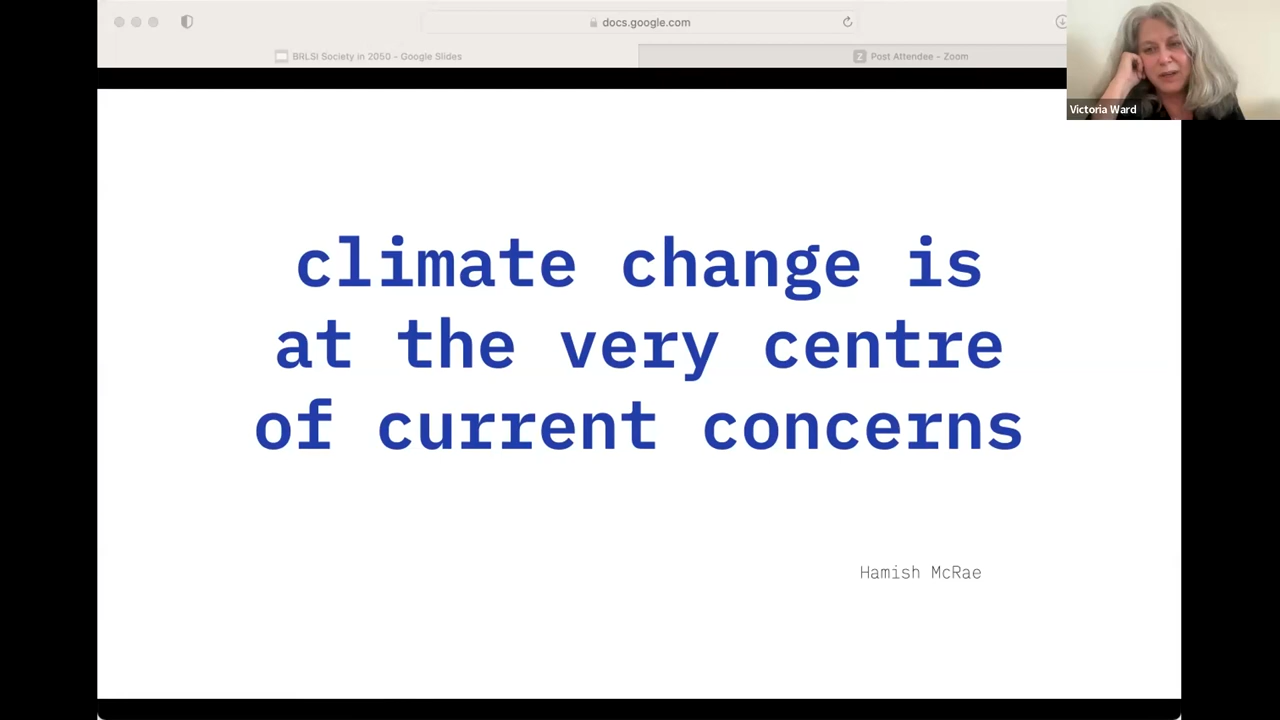 docs.google.com
BRLSI Society in 2050 - Google Slides
Z Post Attendee - Zoom
Victoria Ward
climate change is
at the very centre
of current concerns
Hamish McRae